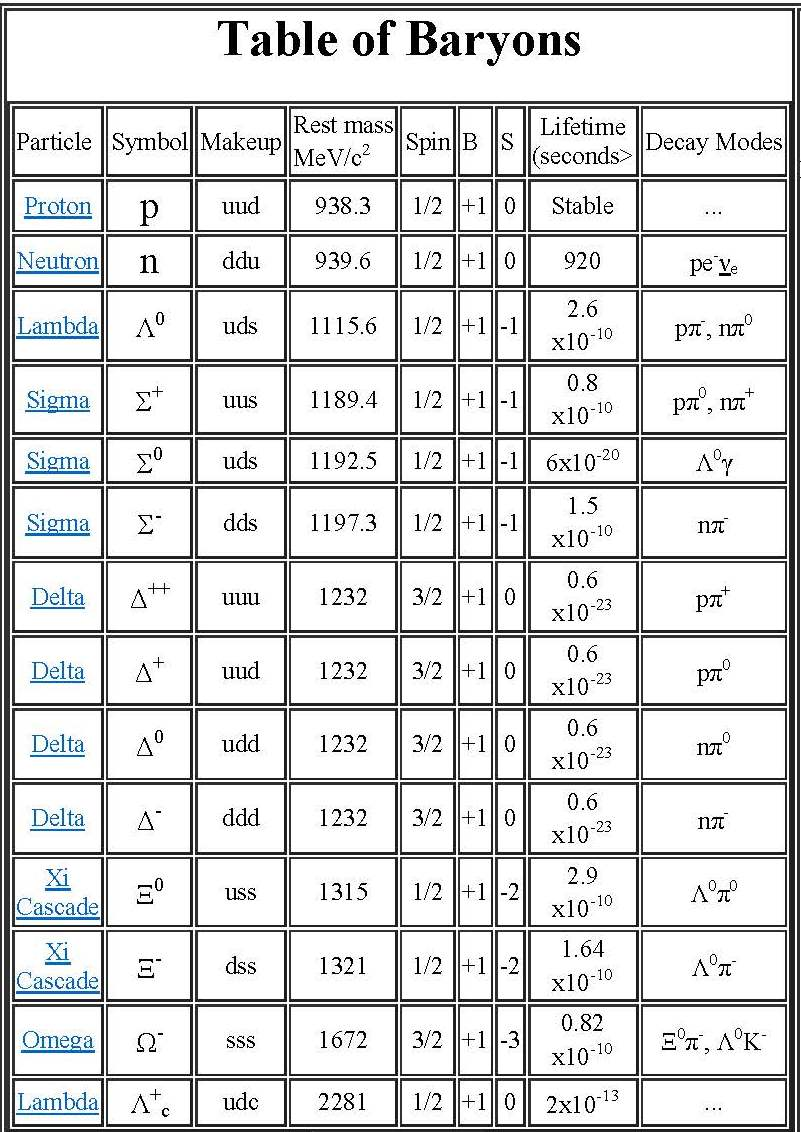 Table of Baryons
Particle Symbol Makeup Rest mass MeV/c² Spin B S Lifetime (seconds> Decay Modes
Proton p uud 938.3 1/2 +1 0 Stable ...
Neutron n ddu 939.6 1/2 +1 0 920 pe⁻νₑ
Lambda Λ⁰ uds 1115.6 1/2 +1 -1 2.6 x10⁻¹⁰ pπ⁻, nπ⁰
Sigma Σ⁺ uus 1189.4 1/2 +1 -1 0.8 x10⁻¹⁰ pπ⁰, nπ⁺
Sigma Σ⁰ uds 1192.5 1/2 +1 -1 6x10⁻²⁰ Λ⁰γ
Sigma Σ⁻ dds 1197.3 1/2 +1 -1 1.5 x10⁻¹⁰ nπ⁻
Delta Δ⁺⁺ uuu 1232 3/2 +1 0 0.6 x10⁻²³ pπ⁺
Delta Δ⁺ uud 1232 3/2 +1 0 0.6 x10⁻²³ pπ⁰
Delta Δ⁰ udd 1232 3/2 +1 0 0.6 x10⁻²³ nπ⁰
Delta Δ⁻ ddd 1232 3/2 +1 0 0.6 x10⁻²³ nπ⁻
Xi Cascade Ξ⁰ uss 1315 1/2 +1 -2 2.9 x10⁻¹⁰ Λ⁰π⁰
Xi Cascade Ξ⁻ dss 1321 1/2 +1 -2 1.64 x10⁻¹⁰ Λ⁰π⁻
Omega Ω⁻ sss 1672 3/2 +1 -3 0.82 x10⁻¹⁰ Ξ⁰π⁻, Λ⁰K⁻
Lambda Λ⁺c udc 2281 1/2 +1 0 2x10⁻¹³ ...